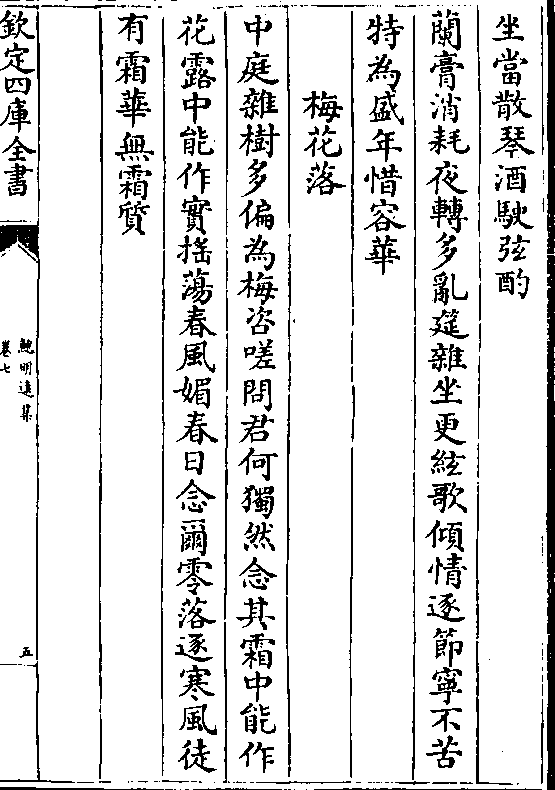 坐當散琴酒駛弦酌
蘭膏消耗夜轉多亂筵雜坐更絃歌傾情逐節寧不苦
特為盛年惜容華
梅花落
中庭雜樹多偏為梅咨嗟問君何獨然念其霜中能作
花露中能作實揺蕩春風媚春日念爾零落逐寒風徒
有霜華無霜質
欽定四庫全書
鮑明逺集
卷七
五